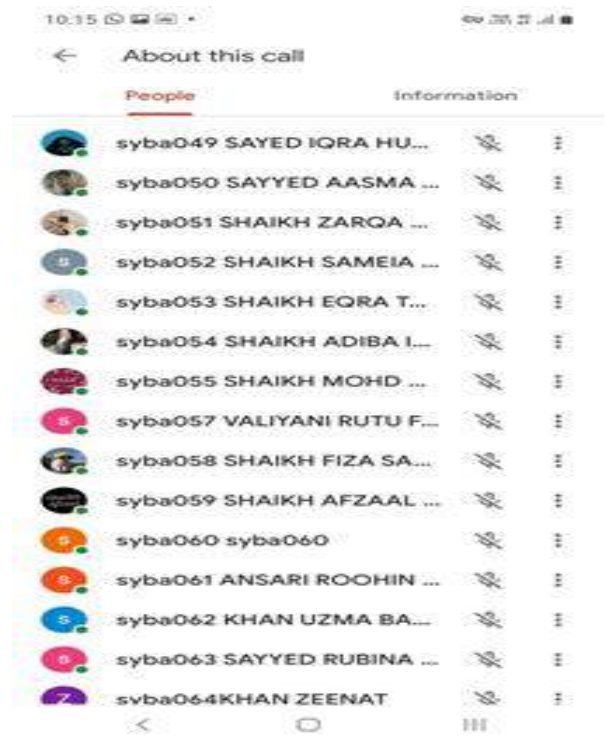 10:15
About this call
People Information
syba049 SAYED IQRA HU...
syba050 SAYYED AASMA ...
syba051 SHAIKH ZARQA ...
S syba052 SHAIKH SAMEIA ...
syba053 SHAIKH EQRA T...
syba054 SHAIKH ADIBA I...
syba055 SHAIKH MOHD ...
S syba057 VALIYANI RUTU F...
syba058 SHAIKH FIZA SA...
syba059 SHAIKH AFZAAL ...
S syba060 syba060
S syba061 ANSARI ROOHIN ...
S syba062 KHAN UZMA BA...
S syba063 SAYYED RUBINA ...
Z syba064KHAN ZEENAT